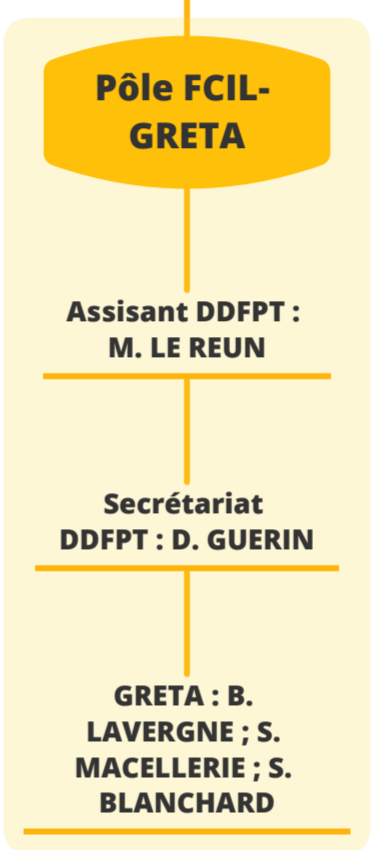 Pôle FCIL-
GRETA
Assisant DDFPT :
M. LE REUN
Secrétariat
DDFPT : D. GUERIN
GRETA : B.
LAVERGNE ; S.
MACELLERIE ; S.
BLANCHARD